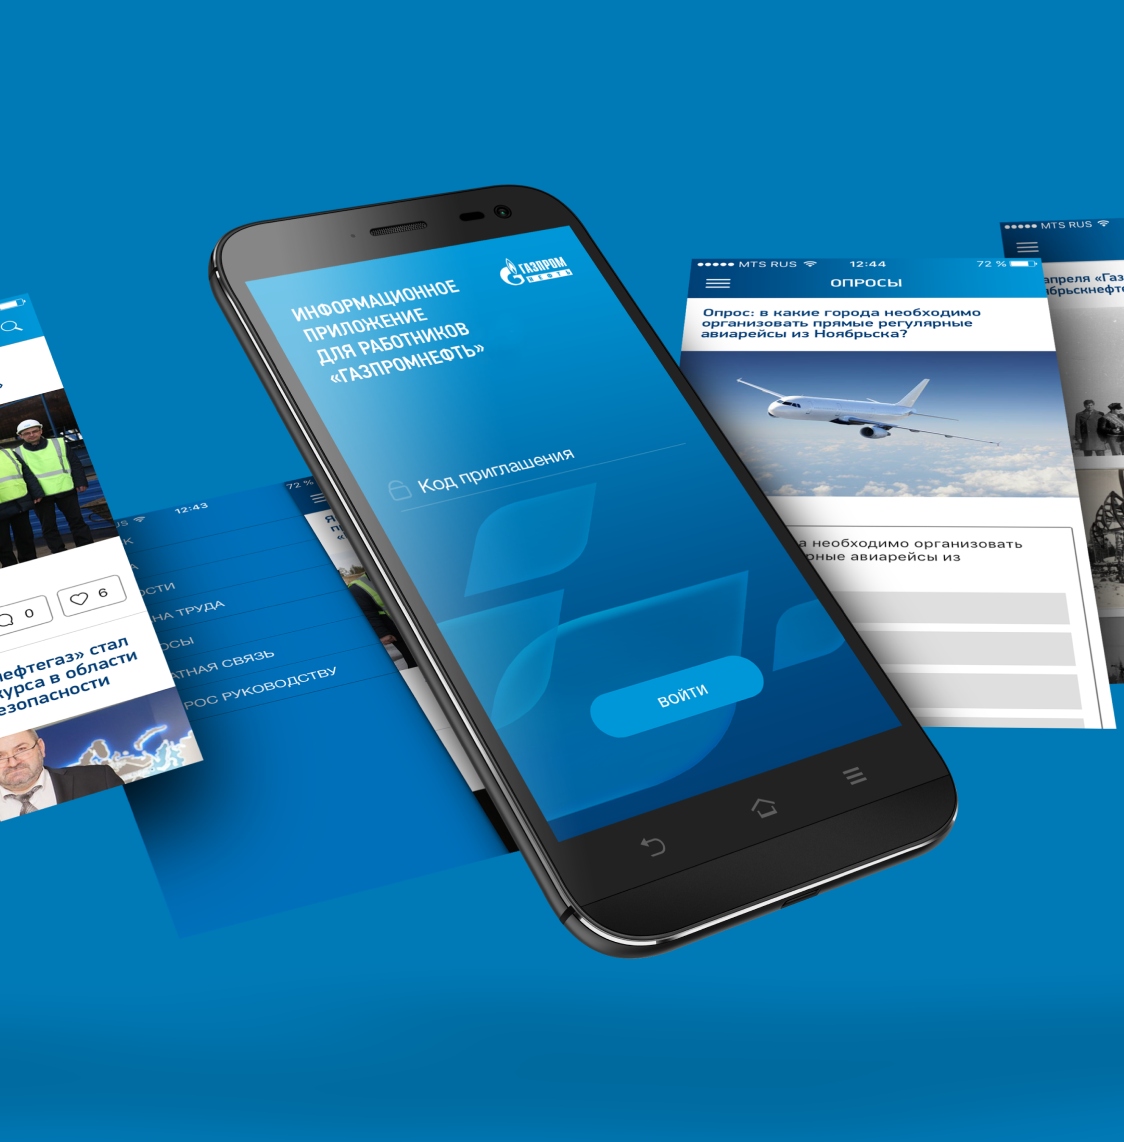 ГАЗПРОМ
НЕФТЬ
ИНФОРМАЦИОННОЕ
ПРИЛОЖЕНИЕ
ДЛЯ РАБОТНИКОВ
«ГАЗПРОМНЕФТЬ»
Код приглашения
ВОЙТИ
MTS RUS 12:44 72 %
ОПРОСЫ
Опрос: в какие города необходимо
организовать прямые регулярные
авиарейсы из Ноябрьска?
а необходимо организовать
рные авиарейсы из
MTS RUS
апреля «Газ
ябрьскнефте
0 6
нефтегаз» стал
курса в области
езопасности
US 12:43 72 %
К
А
ОСТИ
НА ТРУДА
ОСЫ
АТНАЯ СВЯЗЬ
РОС РУКОВОДСТВУ